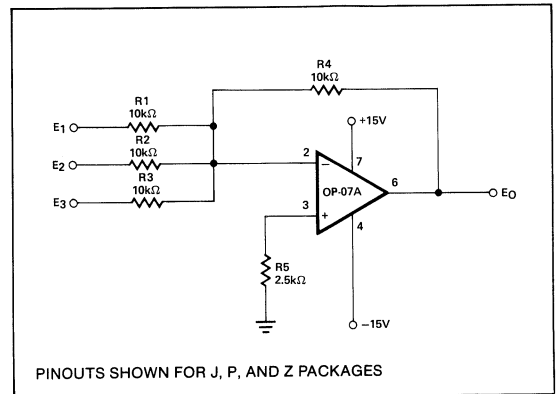 R4
10kΩ
R1
10kΩ
E1
+15V
R2
10kΩ
E2
2
7
R3
10kΩ
−
OP-07A
6
EO
E3
3
+
4
R5
2.5kΩ
−15V
PINOUTS SHOWN FOR J, P, AND Z PACKAGES